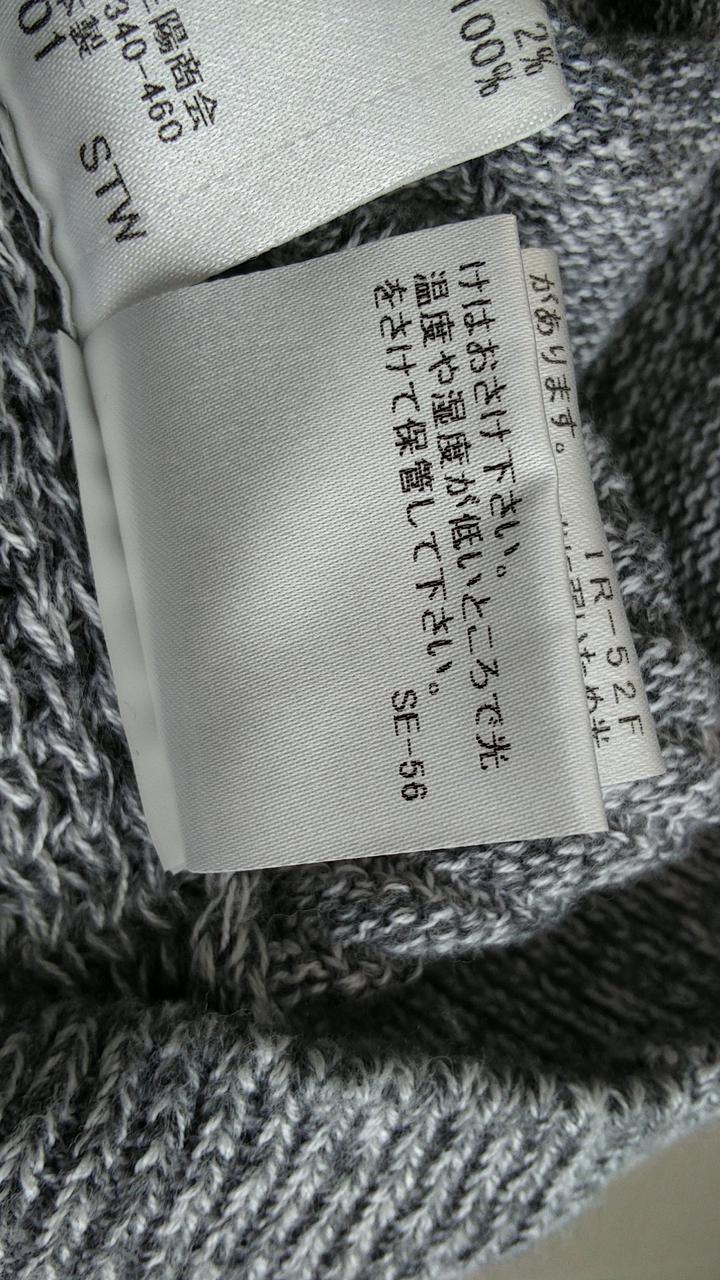 2%
100%
陽商会
340-460
製
01
STW
けはおさけ下さい。
温度や湿度が低いところで光
をさけて保管して下さい。
SE-56
があります。
IR-52F